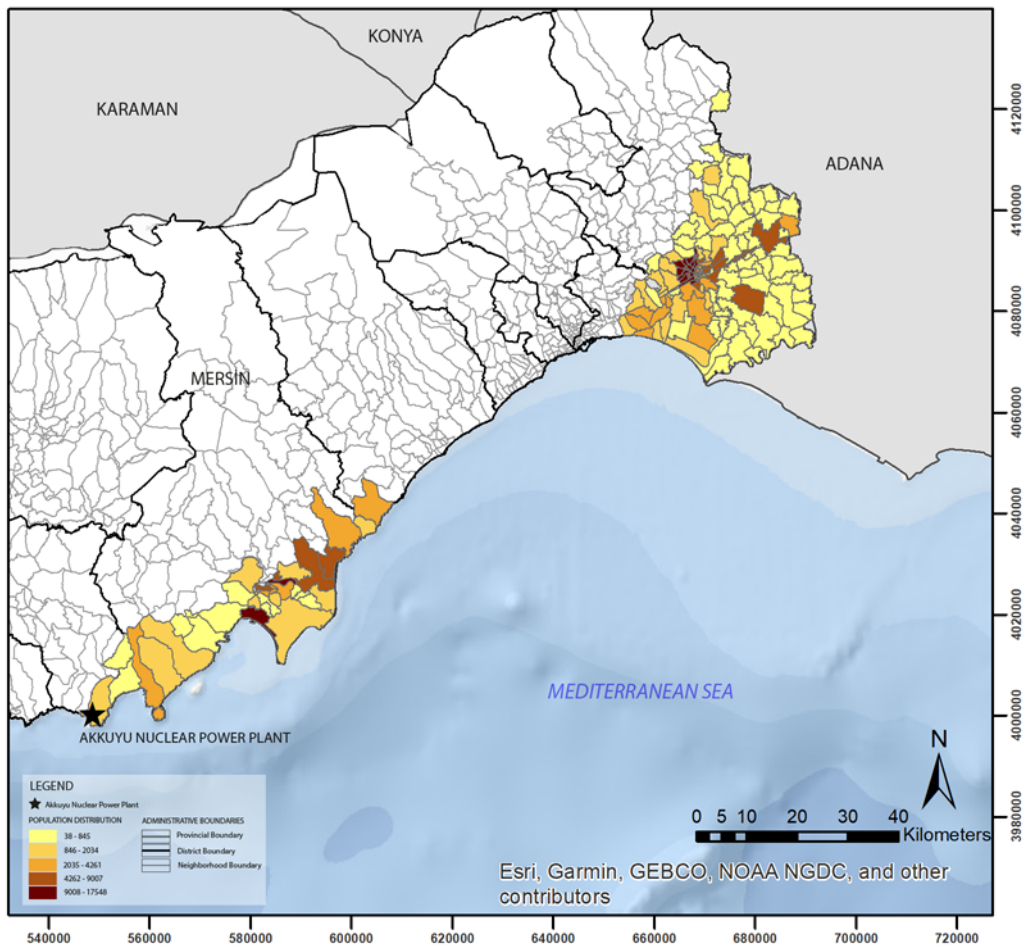 KONYA
KARAMAN
ADANA
MERSİN
MEDITERRANEAN SEA
AKKUYU NUCLEAR POWER PLANT
LEGEND
Akkuyu Nuclear Power Plant
POPULATION DISTRIBUTION
38 - 845
846 - 2034
2035 - 4261
4262 - 9007
9008 - 17548
ADMINISTRATIVE BOUNDARIES
Provincial Boundary
District Boundary
Neighborhood Boundary
N
0 5 10 20 30 40
Kilometers
Esri, Garmin, GEBCO, NOAA NGDC, and other
contributors
4120000
4100000
4080000
4060000
4040000
4020000
4000000
3980000
540000 560000 580000 600000 620000 640000 660000 680000 700000 720000